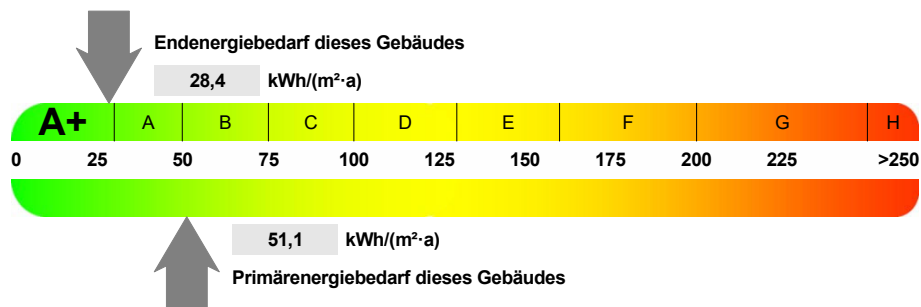 Endenergiebedarf dieses Gebäudes
28,4 kWh/(m²·a)
A+ A B C D E F G H
0 25 50 75 100 125 150 175 200 225 >250
51,1 kWh/(m²·a)
Primärenergiebedarf dieses Gebäudes